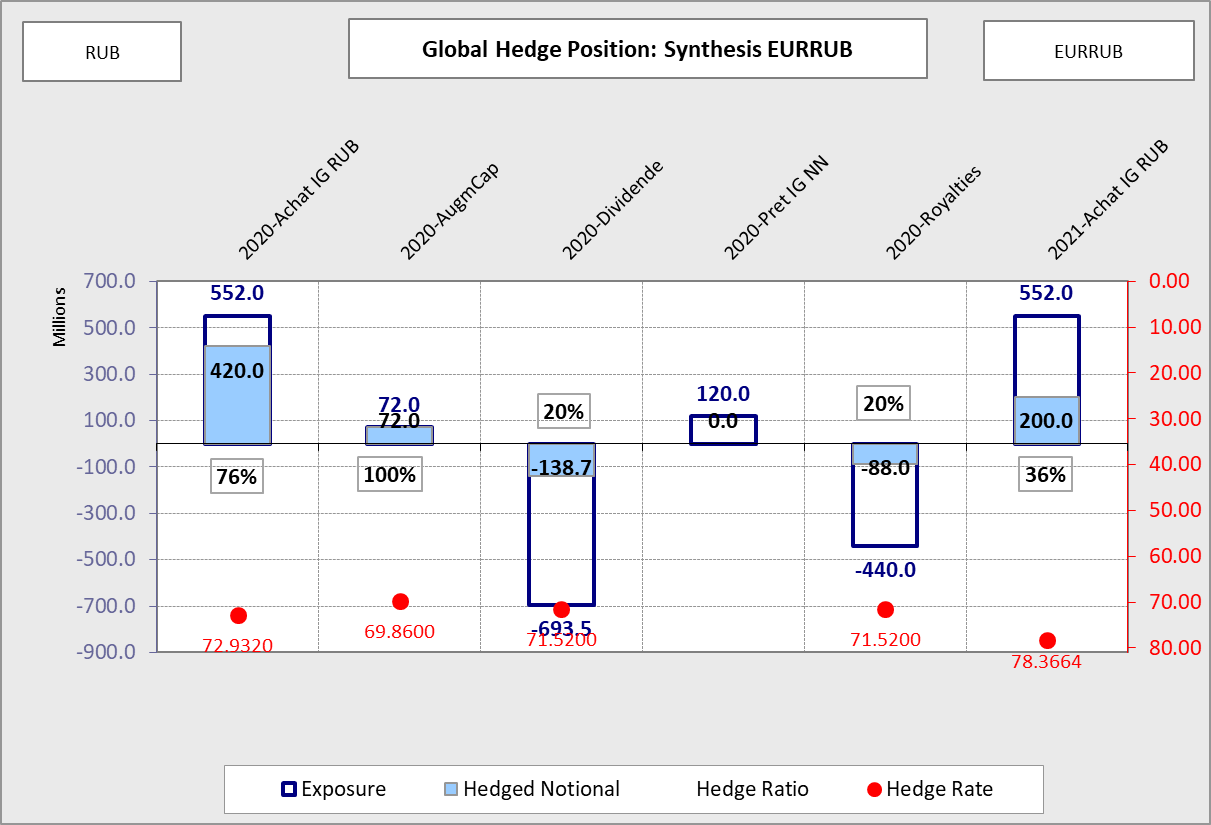 RUB
Global Hedge Position: Synthesis EURRUB
EURRUB
2020-Achat IG RUB
2020-AugmCap
2020-Dividende
2020-Pret IG NN
2020-Royalties
2021-Achat IG RUB
Millions
700.0
500.0
300.0
100.0
-100.0
-300.0
-500.0
-700.0
-900.0
552.0
420.0
76%
72.9320
72.0
72.0
100%
69.8600
20%
-138.7
-693.5
71.5200
120.0
0.0
20%
-88.0
-440.0
71.5200
552.0
200.0
36%
78.3664
0.00
10.00
20.00
30.00
40.00
50.00
60.00
70.00
80.00
Exposure
Hedged Notional
Hedge Ratio
Hedge Rate